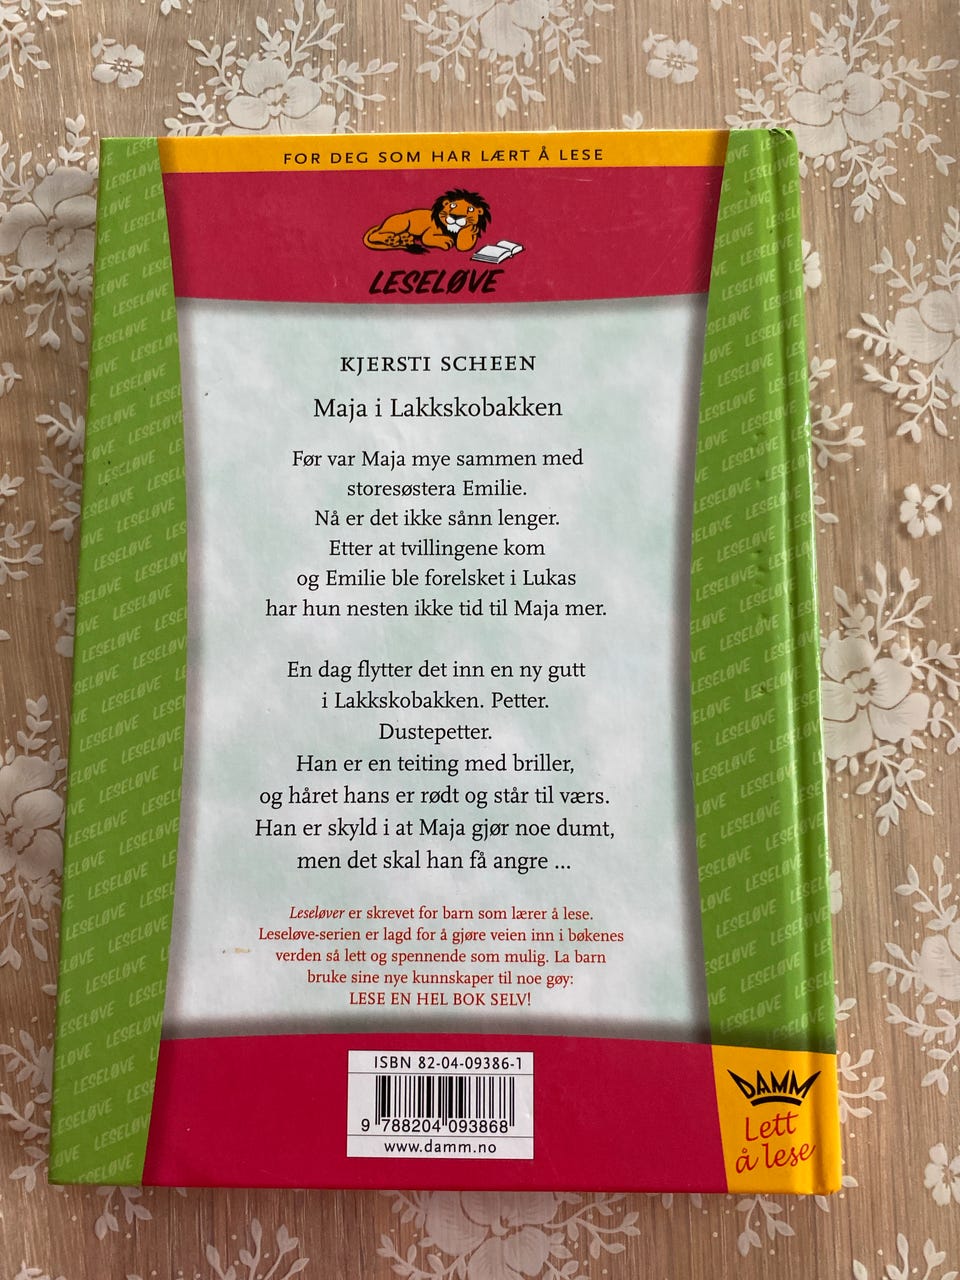 FOR DEG SOM HAR LÆRT Å LESE
LESELØVE
KJERSTI SCHEEN
Maja i Lakkskobakken
Før var Maja mye sammen med
storesøstera Emilie.
Nå er det ikke sånn lenger.
Etter at tvillingene kom
og Emilie ble forelsket i Lukas
har hun nesten ikke tid til Maja mer.
En dag flytter det inn en ny gutt
i Lakkskobakken. Petter.
Dustepetter.
Han er en teiting med briller,
og håret hans er rødt og står til værs.
Han er skyld i at Maja gjør noe dumt,
men det skal han få angre ...
Leseløver er skrevet for barn som lærer å lese.
Leseløve-serien er lagd for å gjøre veien inn i bøkenes
verden så lett og spennende som mulig. La barn
bruke sine nye kunnskaper til noe gøy:
LESE EN HEL BOK SELV!
ISBN 82-04-09386-1
9 788204 093868
www.damm.no
DAMM
Lett
å lese